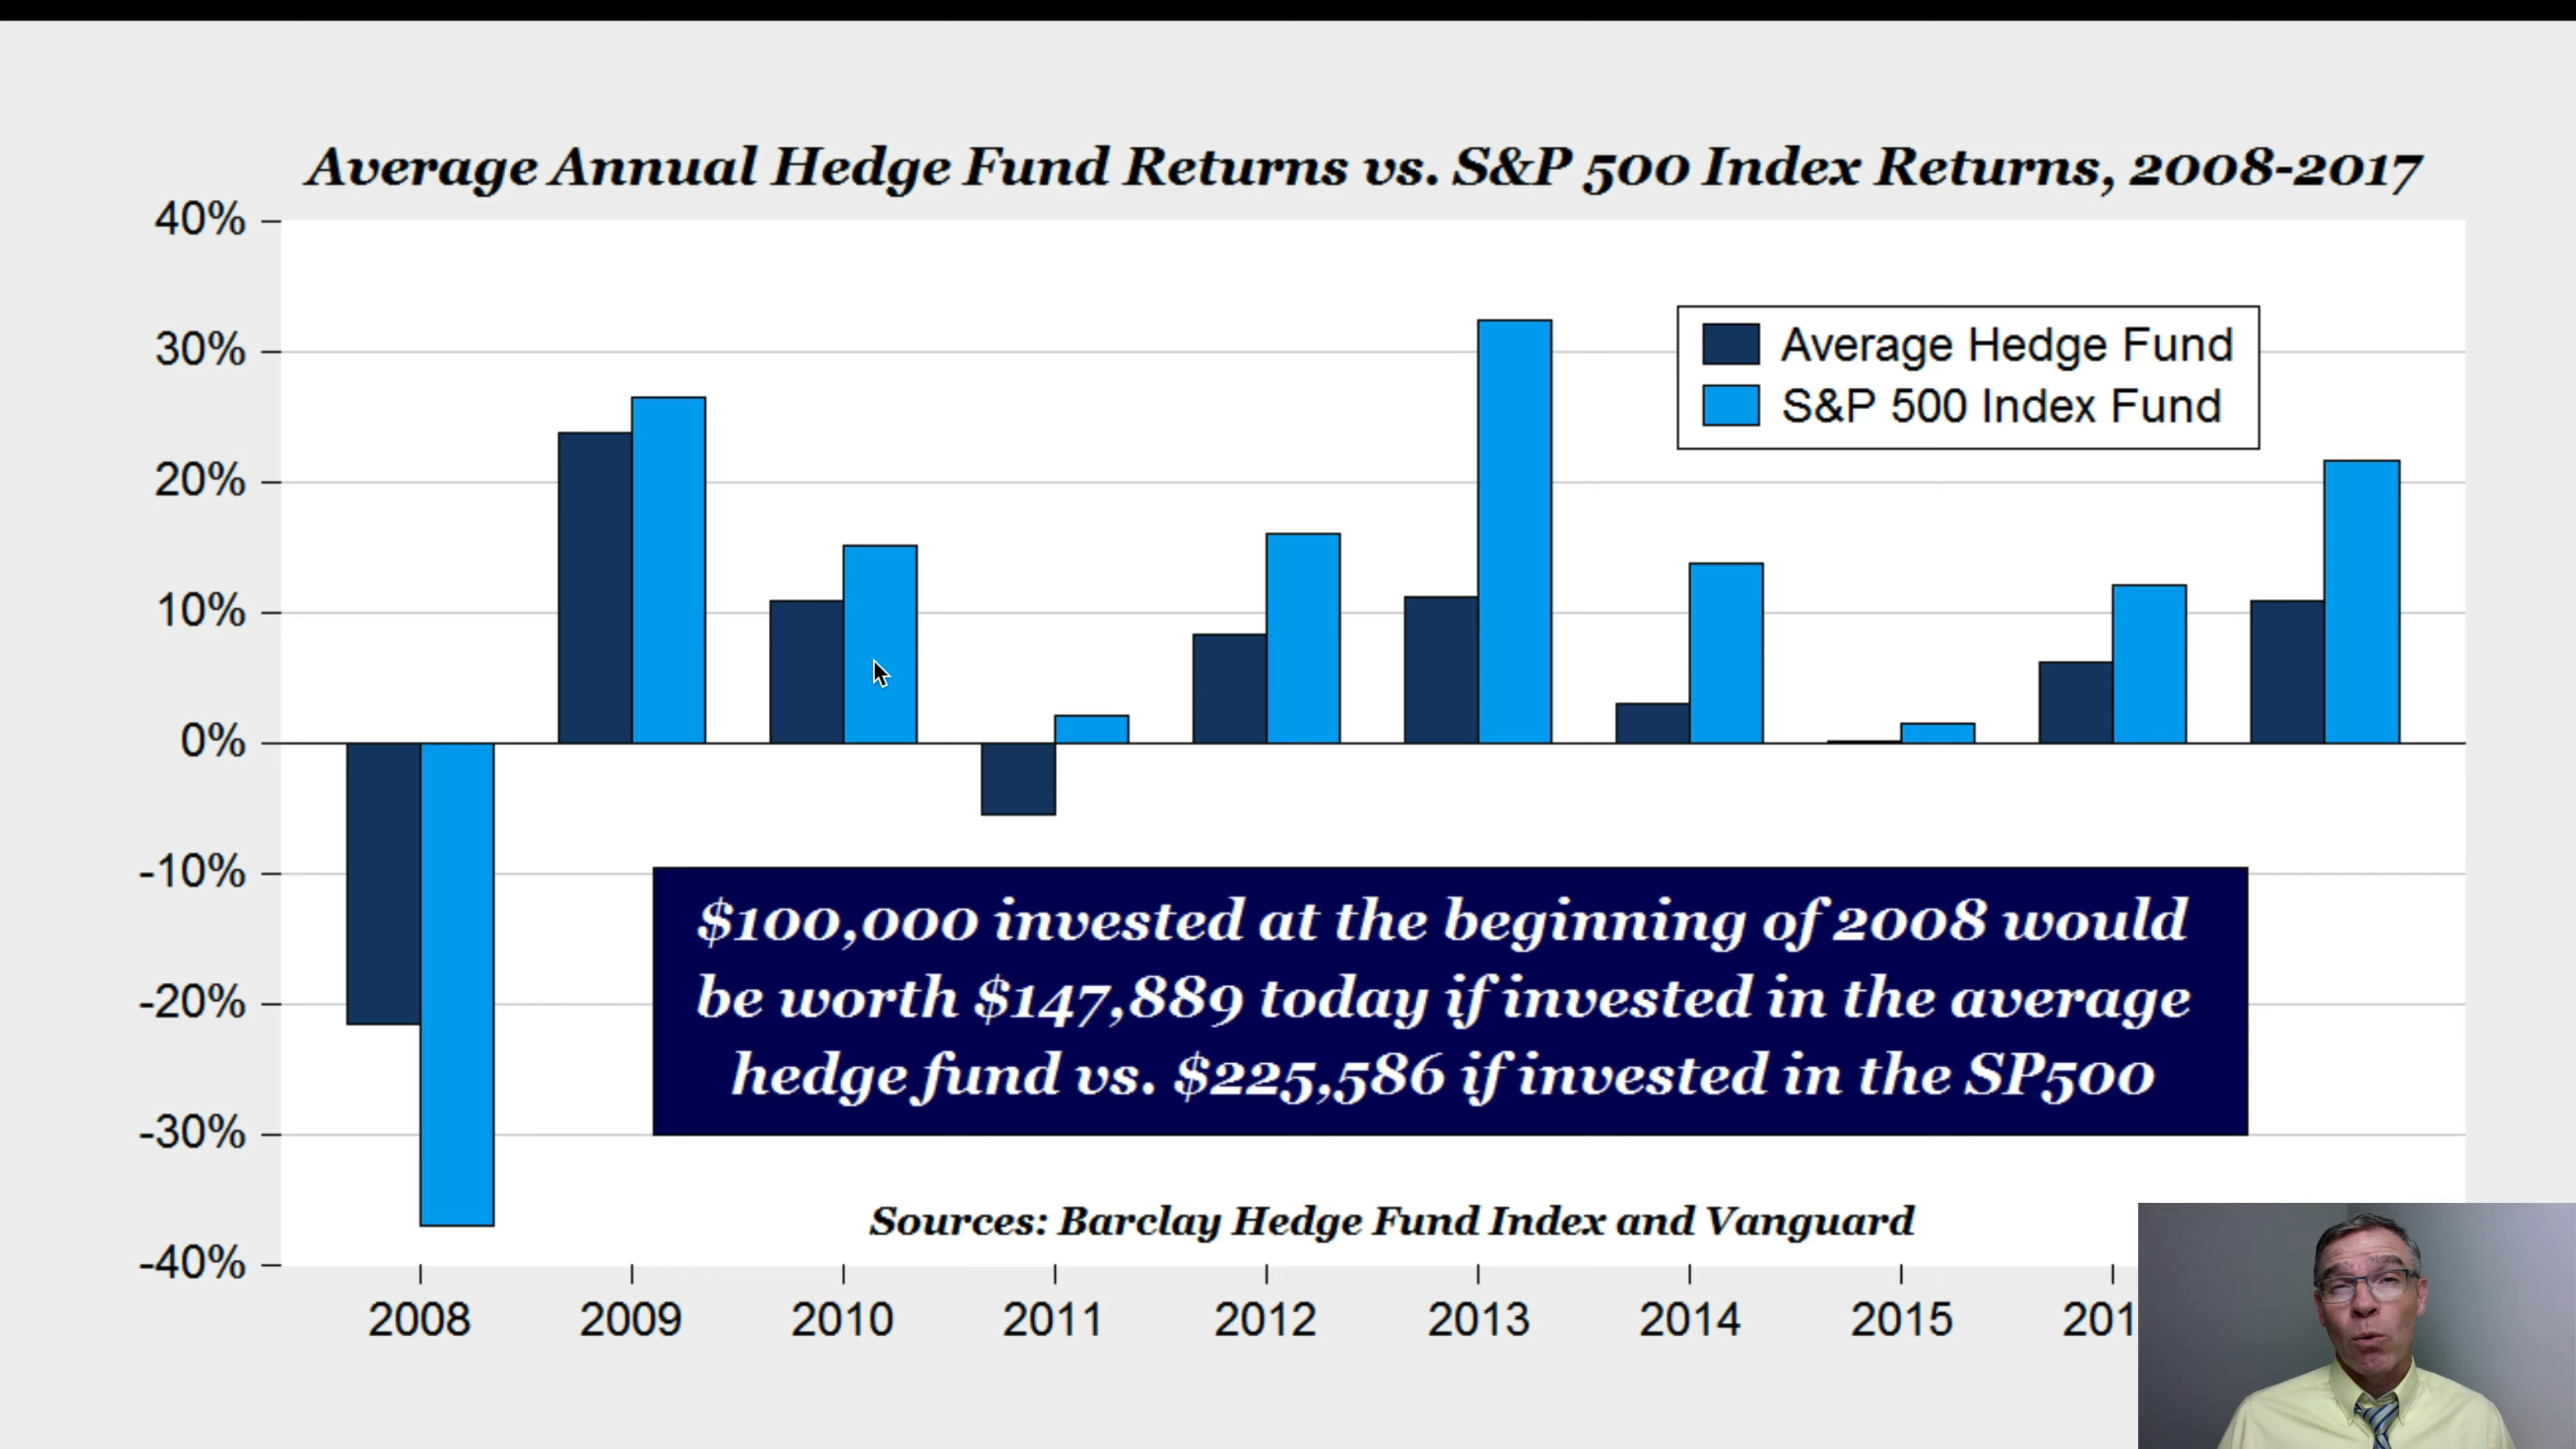 Average Annual Hedge Fund Returns vs. S&P 500 Index Returns, 2008-2017
40%
30%
20%
10%
0%
-10%
-20%
-30%
-40%
Average Hedge Fund
S&P 500 Index Fund
$100,000 invested at the beginning of 2008 would
be worth $147,889 today if invested in the average
hedge fund vs. $225,586 if invested in the SP500
Sources: Barclay Hedge Fund Index and Vanguard
2008 2009 2010 2011 2012 2013 2014 2015 201